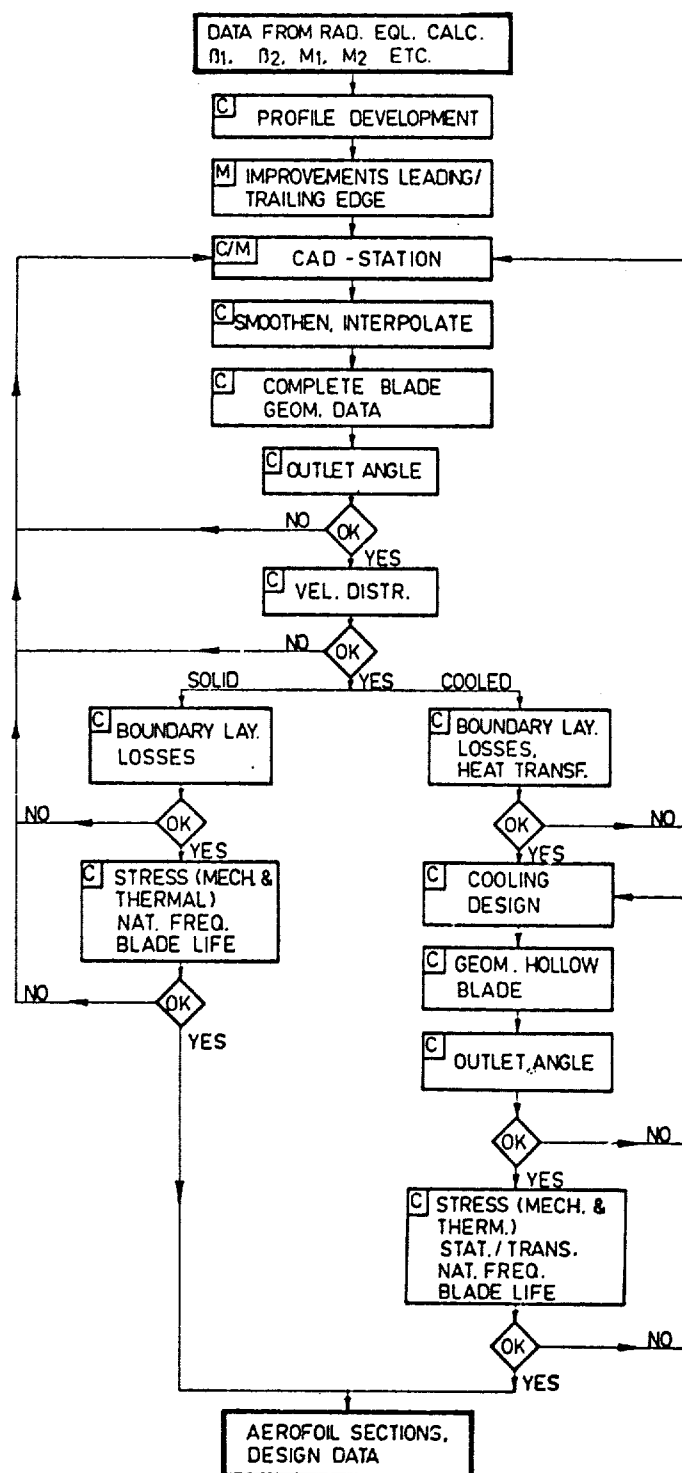 DATA FROM RAD. EQL. CALC.
β1, β2, M1, M2 ETC.
C
PROFILE DEVELOPMENT
M
IMPROVEMENTS LEADING/
TRAILING EDGE
C/M
CAD - STATION
C
SMOOTHEN, INTERPOLATE
C
COMPLETE BLADE
GEOM. DATA
C
OUTLET ANGLE
NO
OK
YES
C
VEL. DISTR.
NO
OK
YES
SOLID
COOLED
C
BOUNDARY LAY.
LOSSES
NO
OK
YES
C
STRESS (MECH. &
THERMAL)
NAT. FREQ.
BLADE LIFE
NO
OK
YES
C
BOUNDARY LAY.
LOSSES,
HEAT TRANSF.
OK
NO
YES
C
COOLING
DESIGN
C
GEOM. HOLLOW
BLADE
C
OUTLET ANGLE
OK
NO
YES
C
STRESS (MECH. &
THERM.)
STAT. / TRANS.
NAT. FREQ.
BLADE LIFE
OK
NO
YES
AEROFOIL SECTIONS,
DESIGN DATA